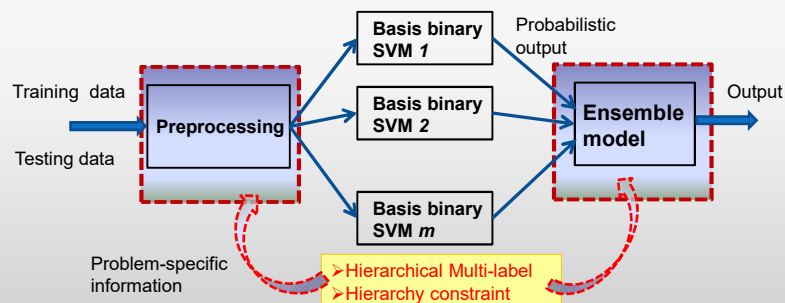 Training data
Testing data
Preprocessing
Basis binary
SVM 1
Basis binary
SVM 2
Basis binary
SVM m
Probabilistic
output
Ensemble
model
Output
Problem-specific
information
➢Hierarchical Multi-label
➢Hierarchy constraint